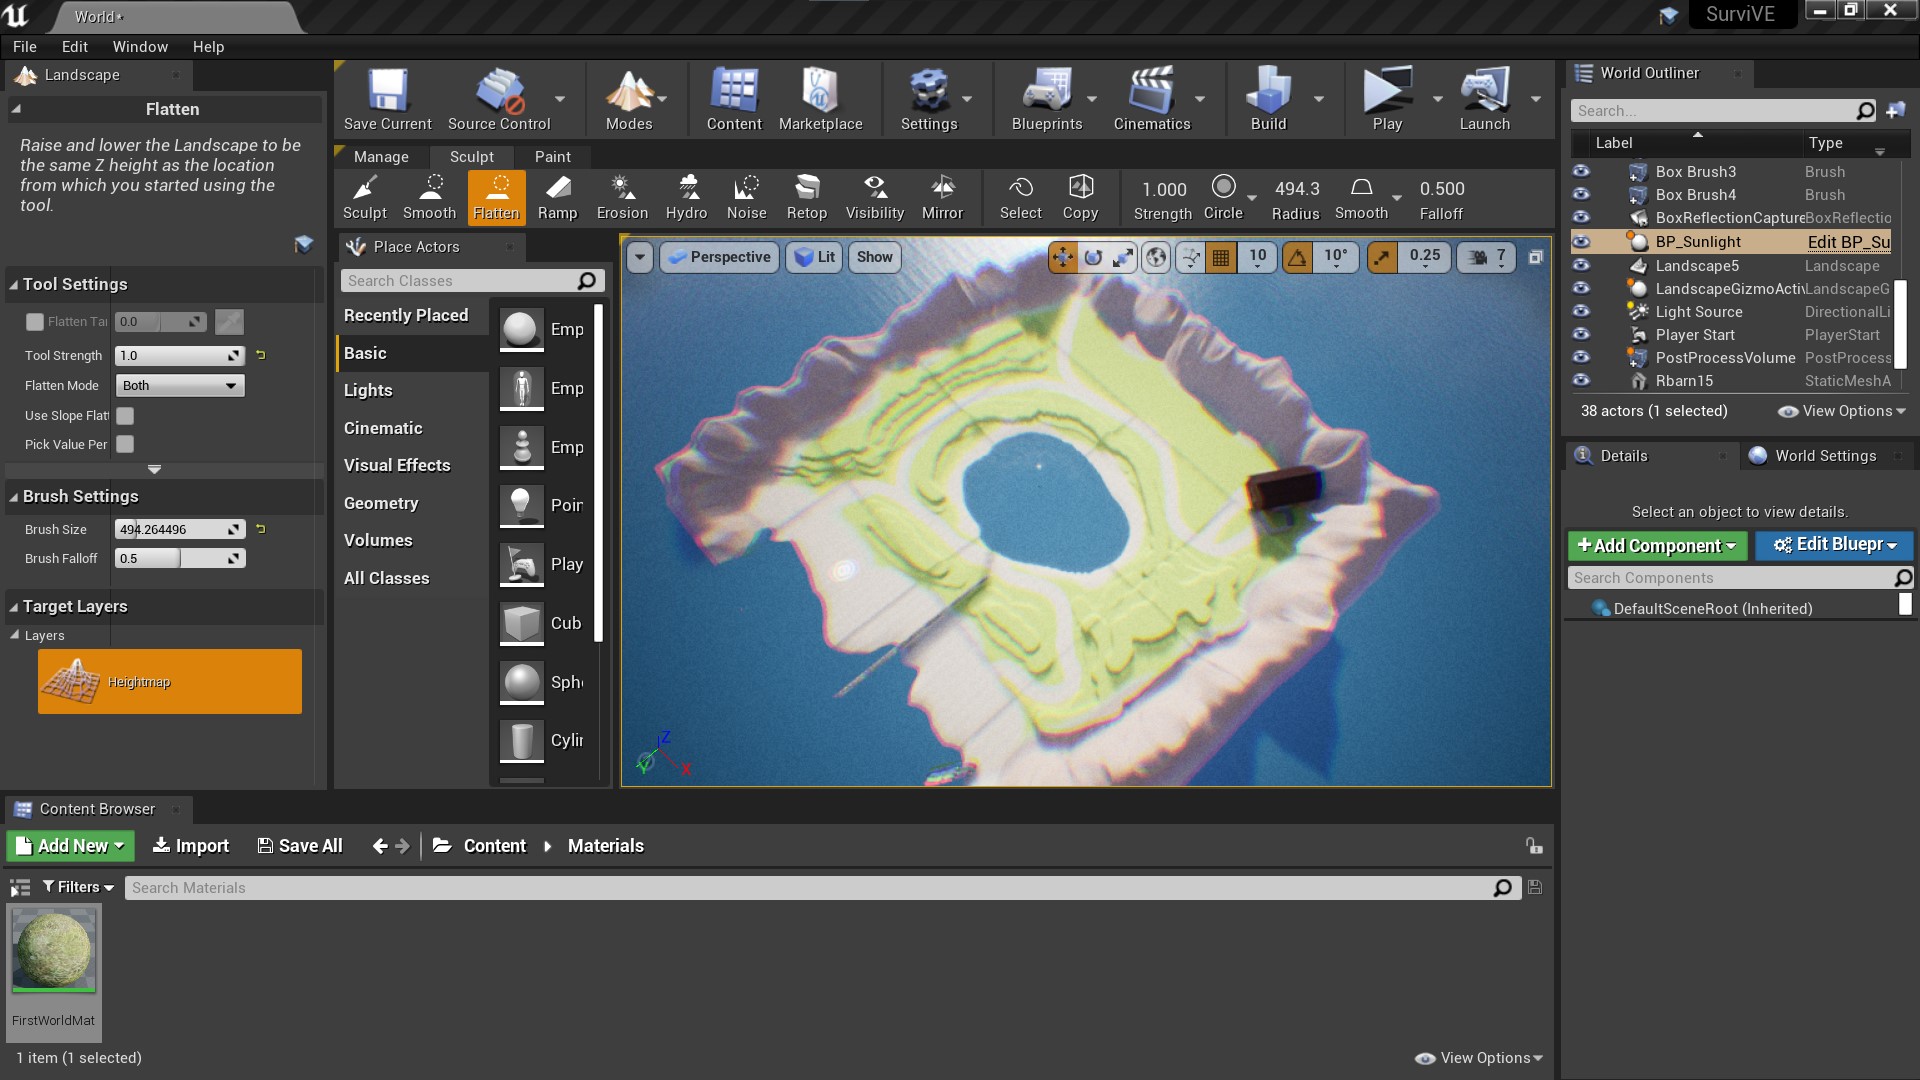 World•
SurviVE
File
Edit
Window
Help
Landscape
Flatten
Raise and lower the Landscape to be
the same Z height as the location
from which you started using the
tool.
Tool Settings
Flatten Ta
0.0
Tool Strength
1.0
Flatten Mode
Both
Use Slope Flat
Pick Value Per
Brush Settings
Brush Size
494.264496
Brush Falloff
0.5
Target Layers
Layers
Heightmap
Save Current
Source Control
Modes
Content
Marketplace
Settings
Blueprints
Cinematics
Build
Play
Launch
Manage
Sculpt
Paint
Sculpt
Smooth
Flatten
Ramp
Erosion
Hydro
Noise
Retop
Visibility
Mirror
Select
Copy
1.000
Strength
Circle
494.3
Radius
Smooth
0.500
Falloff
Place Actors
Search Classes
Recently Placed
Basic
Lights
Cinematic
Visual Effects
Geometry
Volumes
All Classes
Emp
Emp
Emp
Poin
Play
Cub
Sph
Cylin
Perspective
Lit
Show
10
10°
0.25
7
Z
Y
X
World Outliner
Search...
Label
Type
Box Brush3
Brush
Box Brush4
Brush
BoxReflectionCapture
BoxReflectio
BP_Sunlight
Edit BP_Su
Landscape5
Landscape
LandscapeGizmoActiv
LandscapeG
Light Source
DirectionalLi
Player Start
PlayerStart
PostProcessVolume
PostProcess
Rbarn15
StaticMeshA
38 actors (1 selected)
View Options
Details
World Settings
Select an object to view details.
+Add Component
Edit Bluepr
Search Components
DefaultSceneRoot (Inherited)
Content Browser
Add New
Import
Save All
Content
Materials
Filters
Search Materials
FirstWorldMat
1 item (1 selected)
View Options